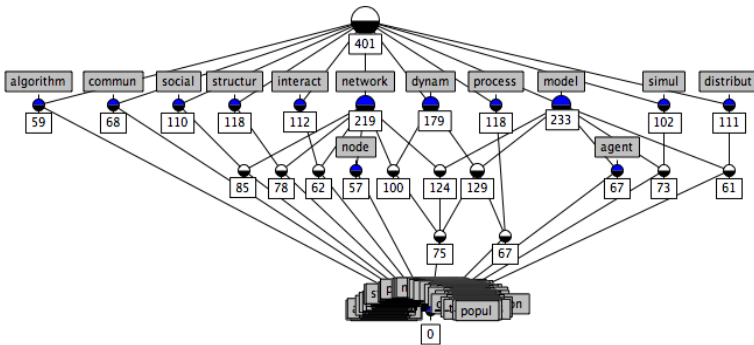 401
algorithm commun social structur interact network dynam process model simul distribut
59 68 110 118 112 219 179 118 233 102 111
node agent
85 78 62 57 100 124 129 67 73 61
75 67
popul
0